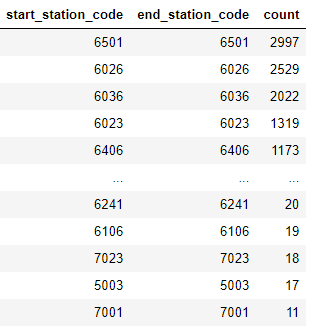 start_station_code end_station_code count
6501 6501 2997
6026 6026 2529
6036 6036 2022
6023 6023 1319
6406 6406 1173
... ... ...
6241 6241 20
6106 6106 19
7023 7023 18
5003 5003 17
7001 7001 11